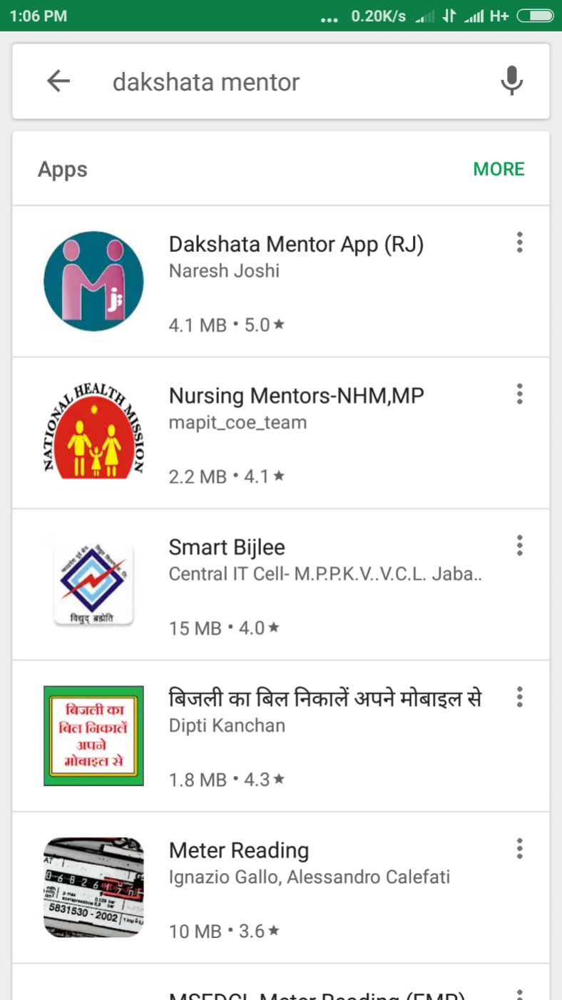 1:06 PM ... 0.20K/s H+
dakshata mentor
Apps MORE
Dakshata Mentor App (RJ)
Naresh Joshi
4.1 MB • 5.0 ★
NATIONAL HEALTH MISSION
Nursing Mentors-NHM,MP
mapit_coe_team
2.2 MB • 4.1 ★
Smart Bijlee
Central IT Cell- M.P.P.K.V..V.C.L. Jaba..
15 MB • 4.0 ★
बिजली का
बिल निकालें
अपने
मोबाइल से
बिजली का बिल निकालें अपने मोबाइल से
Dipti Kanchan
1.8 MB • 4.3 ★
5831530 - 2002
Meter Reading
Ignazio Gallo, Alessandro Calefati
10 MB • 3.6 ★
MSEDCL Meter Reading (EMP)